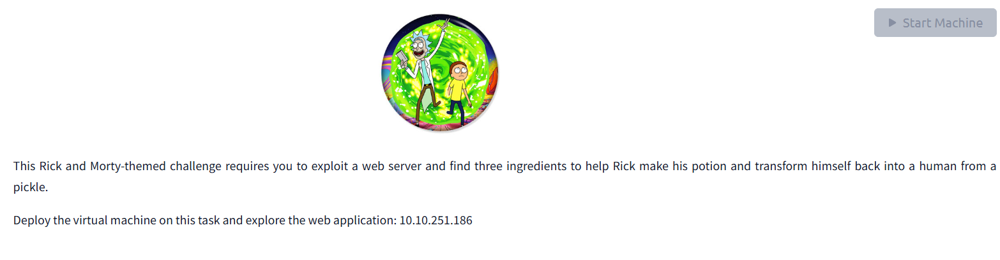 Start Machine
This Rick and Morty-themed challenge requires you to exploit a web server and find three ingredients to help Rick make his potion and transform himself back into a human from a
pickle.
Deploy the virtual machine on this task and explore the web application: 10.10.251.186